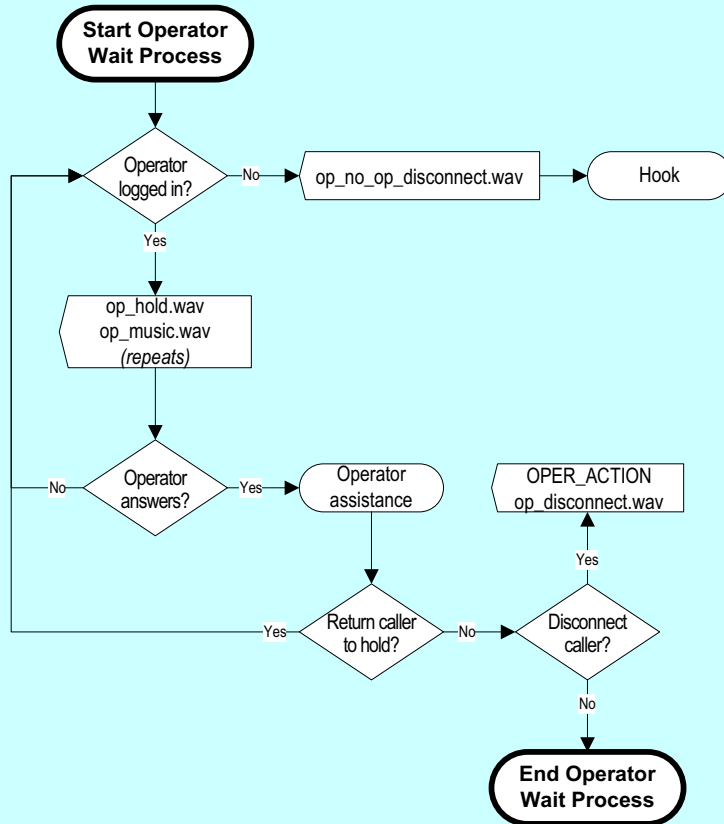 Start Operator
Wait Process
Operator
logged in?
No
op_no_op_disconnect.wav
Hook
Yes
op_hold.wav
op_music.wav
(repeats)
Operator
answers?
No
Yes
Operator
assistance
OPER_ACTION
op_disconnect.wav
Yes
Return caller
to hold?
Yes
No
Disconnect
caller?
No
End Operator
Wait Process